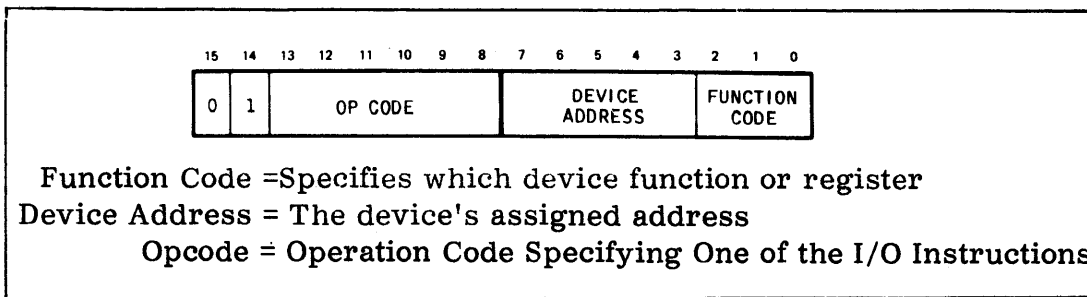 15 14 13 12 11 10 9 8 7 6 5 4 3 2 1 0
0 1 OP CODE DEVICE ADDRESS FUNCTION CODE
Function Code =Specifies which device function or register
Device Address = The device's assigned address
Opcode = Operation Code Specifying One of the I/O Instructions